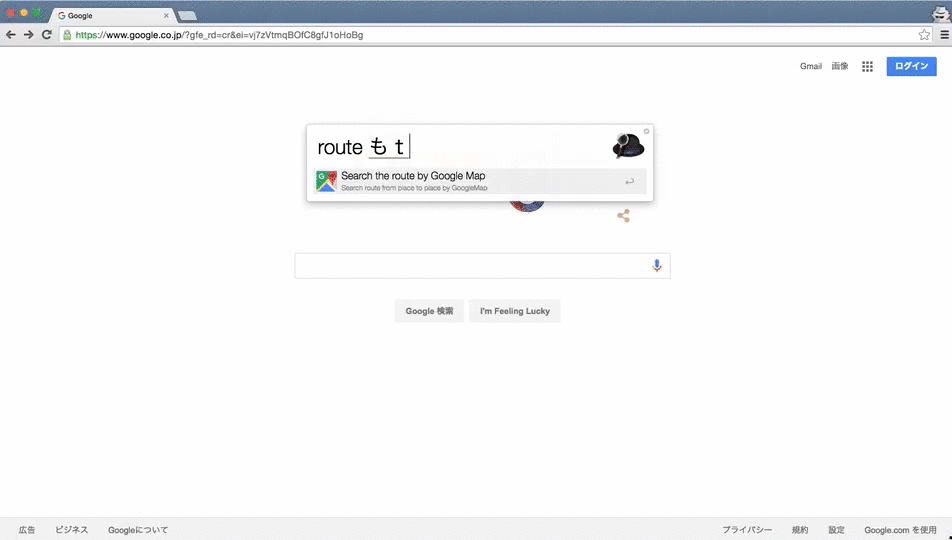 Google
https://www.google.co.jp/?gfe_rd=cr&ei=vj7zVtmqBOfC8gfJ1oHoBg
Gmail 画像 ログイン
route もt
Search the route by Google Map
Search route from place to place by GoogleMap
Google 検索 I'm Feeling Lucky
広告 ビジネス Googleについて プライバシー 規約 設定 Google.com を使用